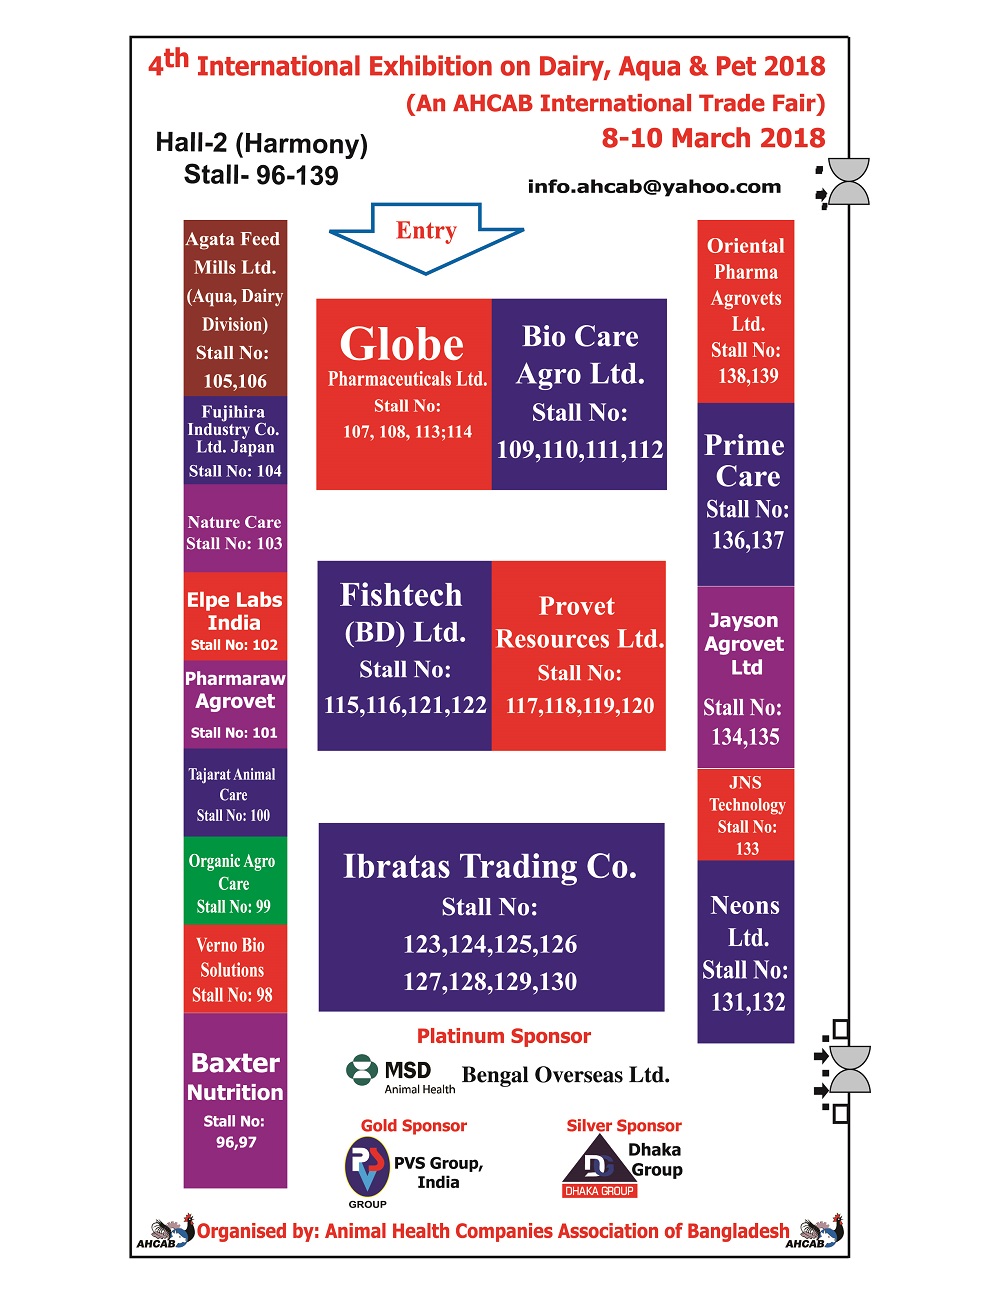 4th International Exhibition on Dairy, Aqua & Pet 2018
(An AHCAB International Trade Fair)
8-10 March 2018
Hall-2 (Harmony)
Stall- 96-139
info.ahcab@yahoo.com
Entry
Agata Feed
Mills Ltd.
(Aqua, Dairy
Division)
Stall No:
105,106
Fujihira
Industry Co.
Ltd. Japan
Stall No: 104
Nature Care
Stall No: 103
Elpe Labs
India
Stall No: 102
Pharmaraw
Agrovet
Stall No: 101
Tajarat Animal
Care
Stall No: 100
Organic Agro
Care
Stall No: 99
Verno Bio
Solutions
Stall No: 98
Baxter
Nutrition
Stall No:
96,97
Globe
Pharmaceuticals Ltd.
Stall No:
107, 108, 113;114
Bio Care
Agro Ltd.
Stall No:
109,110,111,112
Fishtech
(BD) Ltd.
Stall No:
115,116,121,122
Provet
Resources Ltd.
Stall No:
117,118,119,120
Ibratas Trading Co.
Stall No:
123,124,125,126
127,128,129,130
Oriental
Pharma
Agrovets
Ltd.
Stall No:
138,139
Prime
Care
Stall No:
136,137
Jayson
Agrovet
Ltd
Stall No:
134,135
JNS
Technology
Stall No:
133
Neons
Ltd.
Stall No:
131,132
Platinum Sponsor
MSD
Animal Health
Bengal Overseas Ltd.
Gold Sponsor
PVS
GROUP
PVS Group,
India
Silver Sponsor
DG
DHAKA GROUP
Dhaka
Group
AHCAB
Organised by: Animal Health Companies Association of Bangladesh
AHCAB